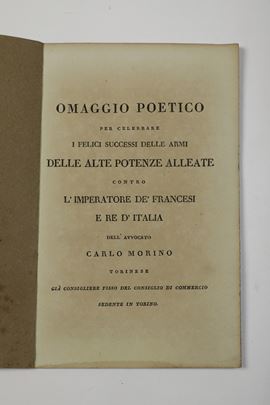 OMAGGIO POETICO
PER CELEBRARE
I FELICI SUCCESSI DELLE ARMI
DELLE ALTE POTENZE ALLEATE
CONTRO
L'IMPERATORE DE' FRANCESI
E RE D'ITALIA
DELL' AVVOCATO
CARLO MORINO
TORINESE
GIÀ CONSIGLIERE FISSO DEL CONSIGLIO DI COMMERCIO
SEDENTE IN TORINO.